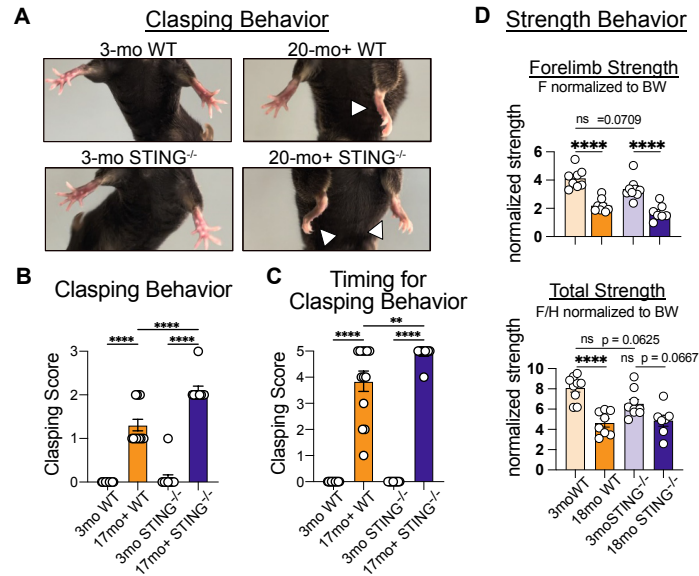 A
Clasping Behavior
3-mo WT
20-mo+ WT
3-mo STING-/-
20-mo+ STING-/-
B
Clasping Behavior
****
****
****
Clasping Score
3
2
1
0
3mo WT
17mo+ WT
3mo STING-/-
17mo+ STING-/-
C
Timing for
Clasping Behavior
**
****
****
Clasping Score
5
4
3
2
1
0
3mo WT
17mo+ WT
3mo STING-/-
17mo+ STING-/-
D
Strength Behavior
Forelimb Strength
F normalized to BW
ns =0.0709
****
****
normalized strength
6
4
2
0
Total Strength
F/H normalized to BW
ns p = 0.0625
****
ns p = 0.0667
normalized strength
10
8
6
4
2
0
3moWT
18mo WT
3moSTING-/-
18mo STING-/-